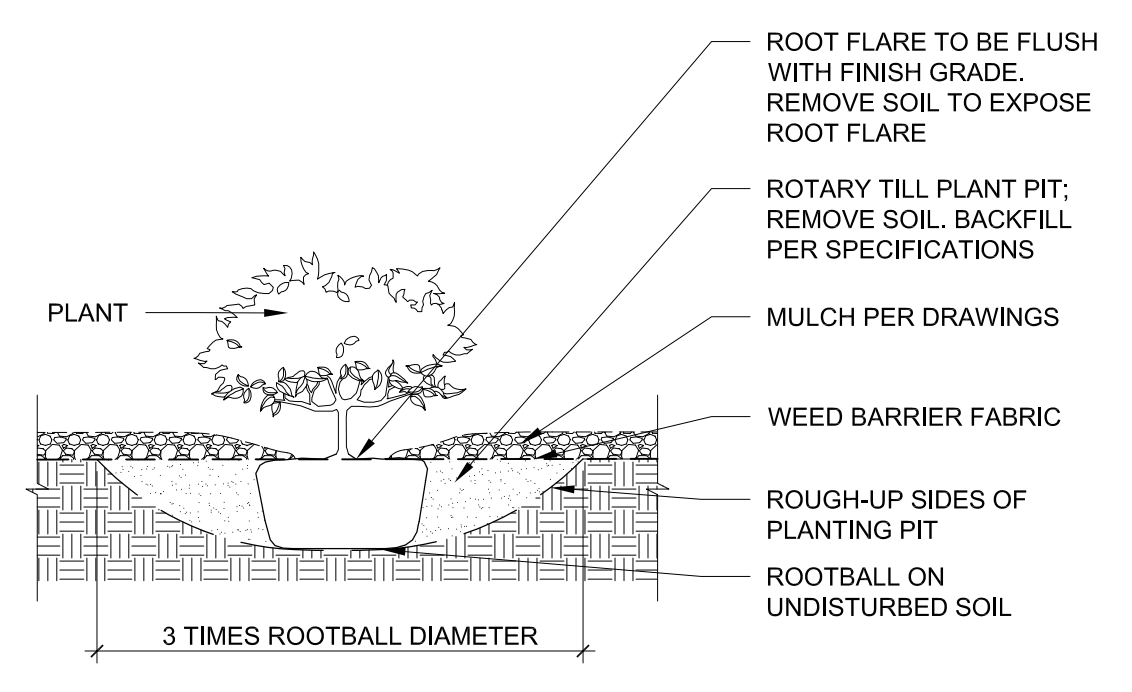 ROOT FLARE TO BE FLUSH
WITH FINISH GRADE.
REMOVE SOIL TO EXPOSE
ROOT FLARE
ROTARY TILL PLANT PIT;
REMOVE SOIL. BACKFILL
PER SPECIFICATIONS
PLANT
MULCH PER DRAWINGS
WEED BARRIER FABRIC
ROUGH-UP SIDES OF
PLANTING PIT
ROOTBALL ON
UNDISTURBED SOIL
3 TIMES ROOTBALL DIAMETER